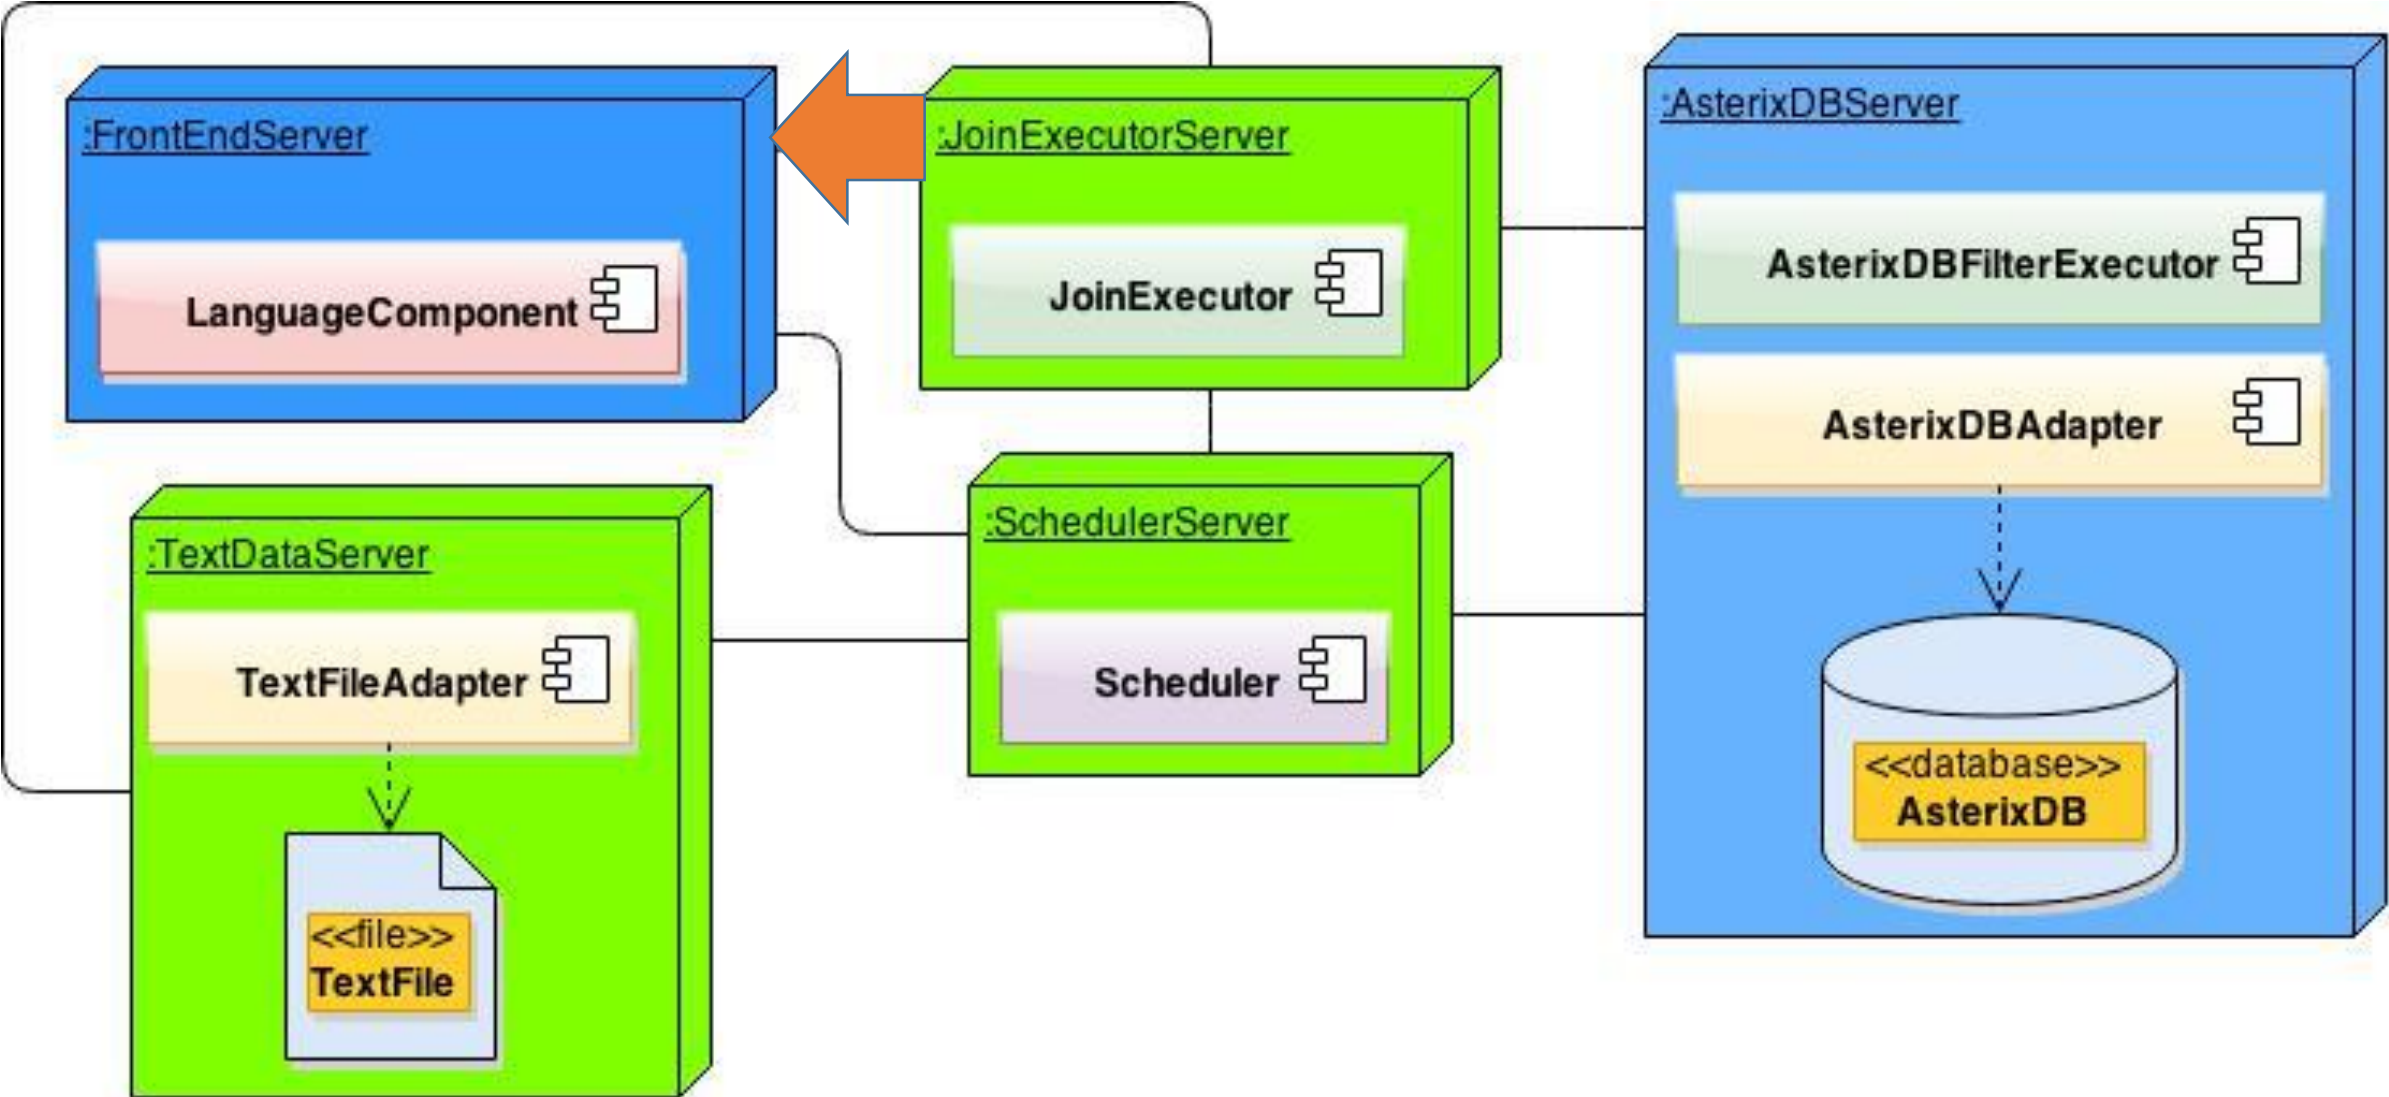 :FrontEndServer
LanguageComponent
:JoinExecutorServer
JoinExecutor
:AsterixDBServer
AsterixDBFilterExecutor
AsterixDBAdapter
<<database>>
AsterixDB
:TextDataServer
TextFileAdapter
<<file>>
TextFile
:SchedulerServer
Scheduler